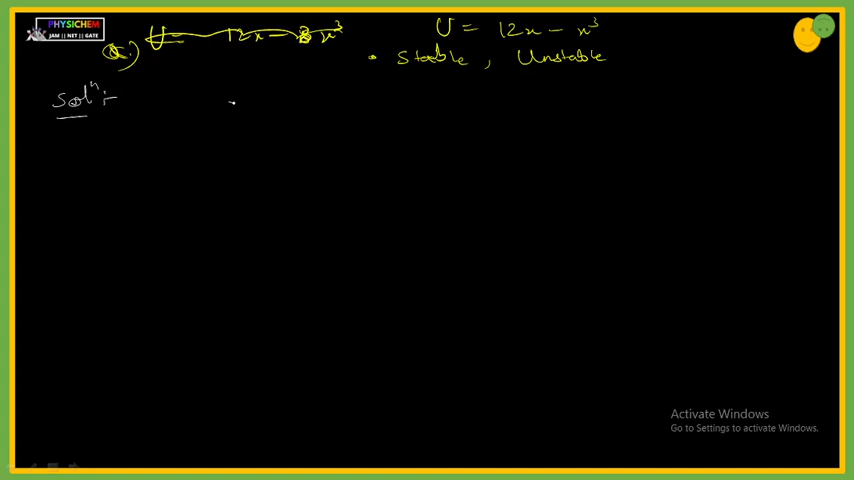 PHYSICHEM
JAM || NET || GATE
Q.) U = 12x - 3x³
U = 12x - x³
• Stable , Unstable
Solⁿ :-
Activate Windows
Go to Settings to activate Windows.